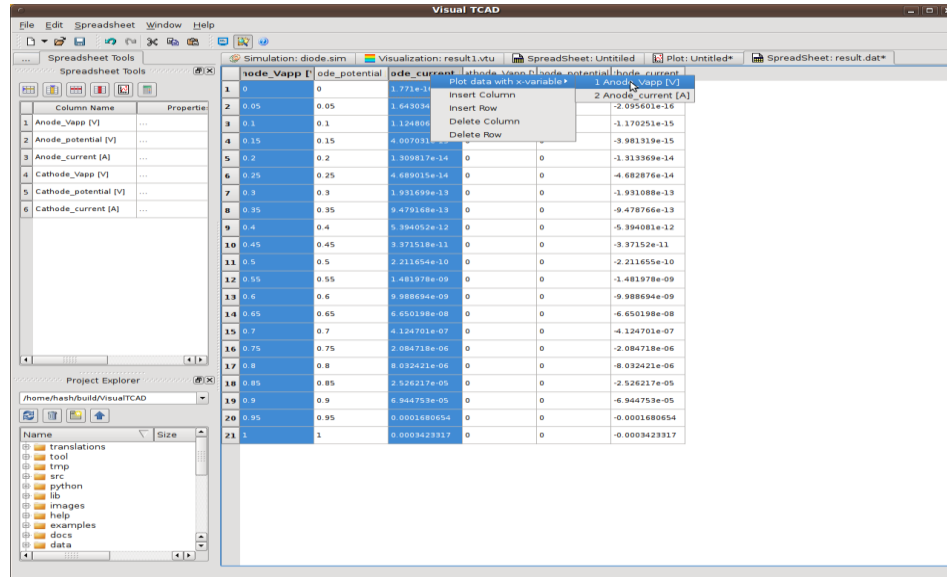 Visual TCAD
File Edit Spreadsheet Window Help
... Spreadsheet Tools
Simulation: diode.sim Visualization: result1.vtu SpreadSheet: Untitiled Plot: Untitled* SpreadSheet: result.dat*
Spreadsheet Tools
Column Name Propertie
1 Anode_Vapp [V] ...
2 Anode_potential [V] ...
3 Anode_current [A] ...
4 Cathode_Vapp [V] ...
5 Cathode_potential [V] ...
6 Cathode_current [A] ...
Project Explorer
/home/hash/build/VisualTCAD
Name Size
translations
tool
tmp
src
python
lib
images
help
examples
docs
data
node_Vapp [ ode_potential ode_current
Plot data with x-variable
1 Anode_Vapp [V]
2 Anode_current [A]
Insert Column
Insert Row
Delete Column
Delete Row
1 0 0
2 0.05 0.05 -2.095601e-16
3 0.1 0.1 -1.170251e-15
4 0.15 0.15 -3.981319e-15
5 0.2 0.2 1.309817e-14 0 0 -1.313369e-14
6 0.25 0.25 4.689015e-14 0 0 -4.682876e-14
7 0.3 0.3 1.931699e-13 0 0 -1.931088e-13
8 0.35 0.35 9.479168e-13 0 0 -9.478766e-13
9 0.4 0.4 5.394052e-12 0 0 -5.394081e-12
10 0.45 0.45 3.371518e-11 0 0 -3.37152e-11
11 0.5 0.5 2.211654e-10 0 0 -2.211655e-10
12 0.55 0.55 1.481978e-09 0 0 -1.481978e-09
13 0.6 0.6 9.988694e-09 0 0 -9.988694e-09
14 0.65 0.65 6.650198e-08 0 0 -6.650198e-08
15 0.7 0.7 4.124701e-07 0 0 -4.124701e-07
16 0.75 0.75 2.084718e-06 0 0 -2.084718e-06
17 0.8 0.8 8.032421e-06 0 0 -8.032421e-06
18 0.85 0.85 2.526217e-05 0 0 -2.526217e-05
19 0.9 0.9 6.944753e-05 0 0 -6.944753e-05
20 0.95 0.95 0.0001680654 0 0 -0.0001680654
21 1 1 0.0003423317 0 0 -0.0003423317